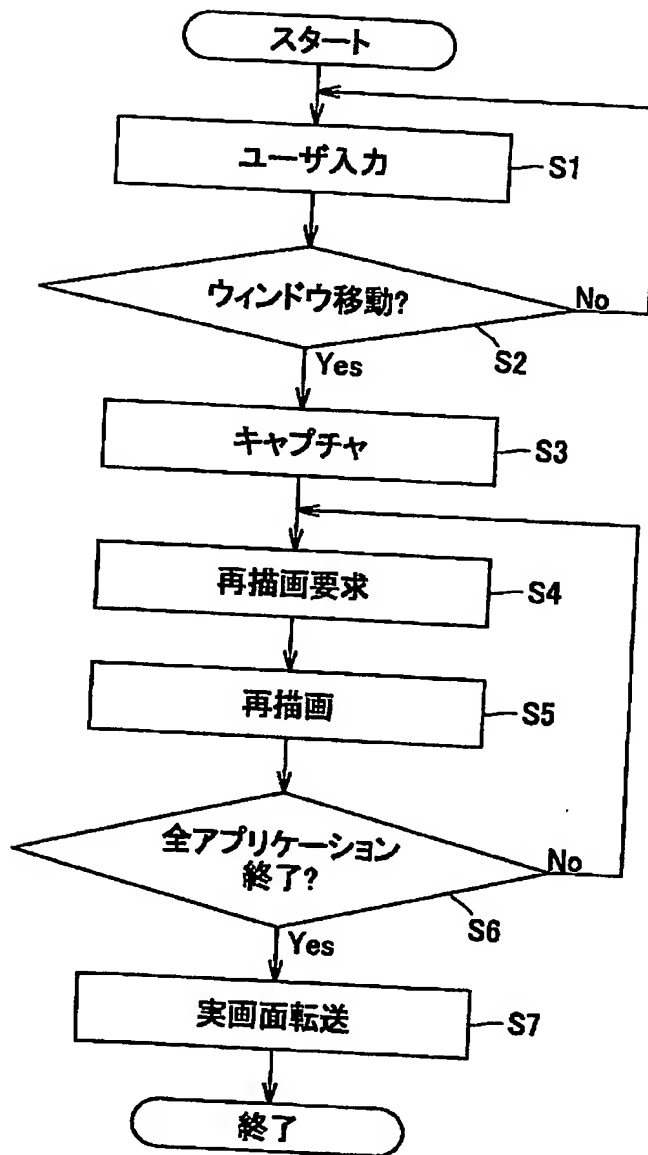 スタート
ユーザ入力
S1
ウィンドウ移動?
No
S2
Yes
キャプチャ
S3
再描画要求
S4
再描画
S5
全アプリケーション
終了?
No
S6
Yes
実画面転送
S7
終了